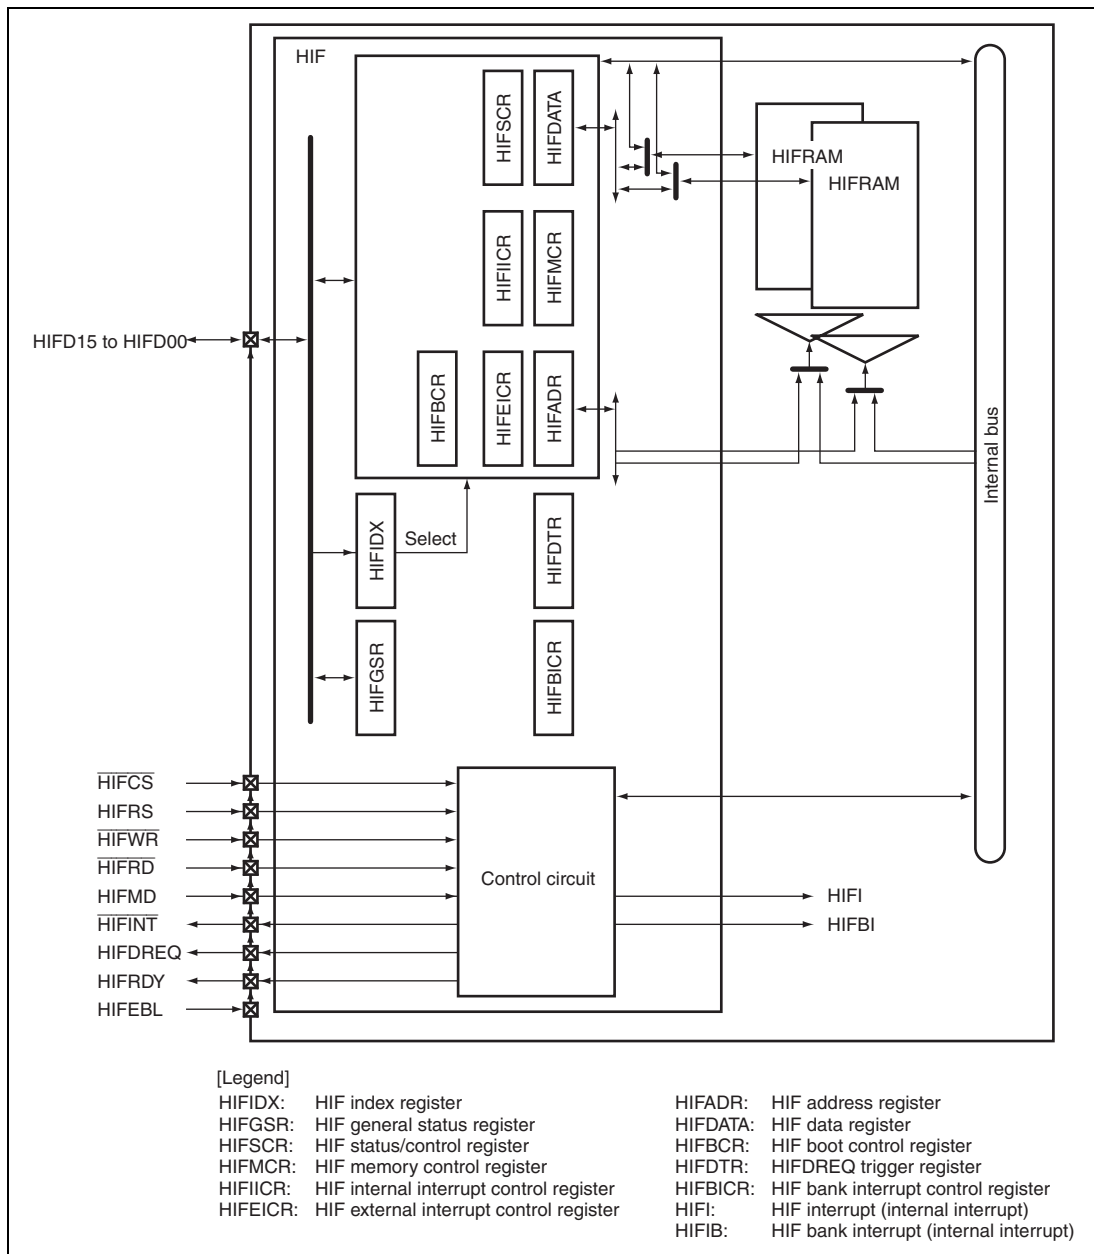 HIF
HIFSCR
HIFDATA
HIFRAM
HIFRAM
HIFIICR
HIFMCR
HIFD15 to HIFD00
HIFBCR
HIFEICR
HIFADR
Internal bus
HIFIDX
Select
HIFDTR
HIFGSR
HIFBICR
HIFCS
HIFRS
HIFWR
HIFRD
HIFMD
HIFINT
HIFDREQ
HIFRDY
HIFEBL
Control circuit
HIFI
HIFBI
[Legend]
HIFIDX: HIF index register
HIFGSR: HIF general status register
HIFSCR: HIF status/control register
HIFMCR: HIF memory control register
HIFIICR: HIF internal interrupt control register
HIFEICR: HIF external interrupt control register
HIFADR: HIF address register
HIFDATA: HIF data register
HIFBCR: HIF boot control register
HIFDTR: HIFDREQ trigger register
HIFBICR: HIF bank interrupt control register
HIFI: HIF interrupt (internal interrupt)
HIFIB: HIF bank interrupt (internal interrupt)